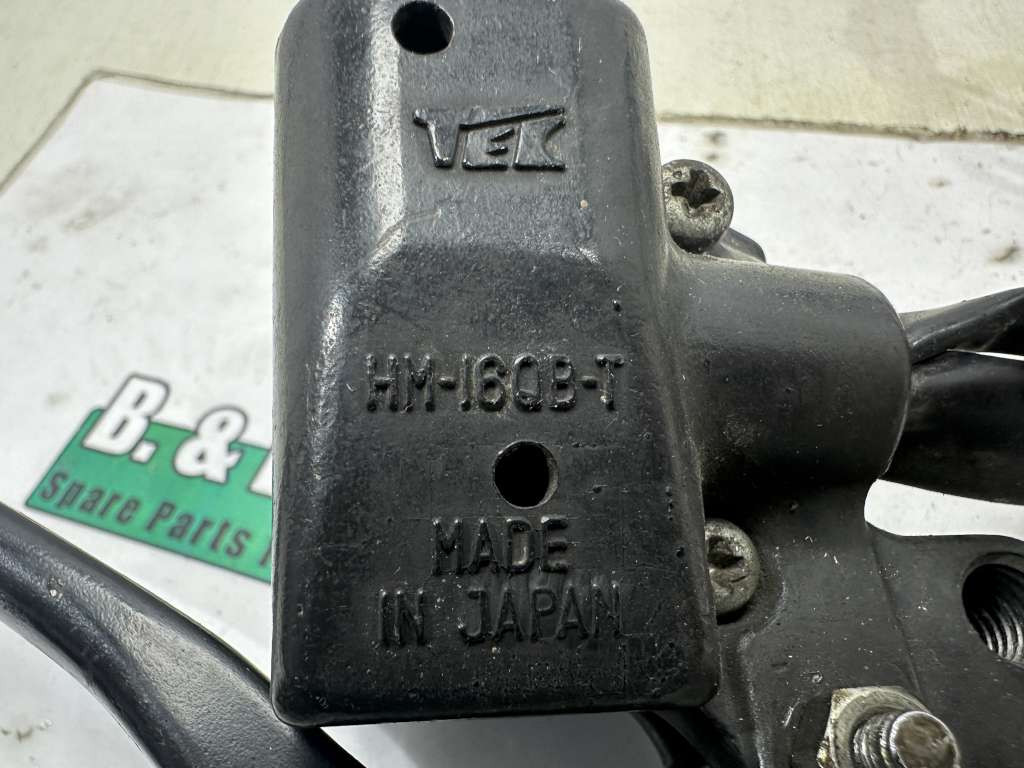 TEK
HM-16QB-T
MADE
IN JAPAN
B. &
Spare Parts